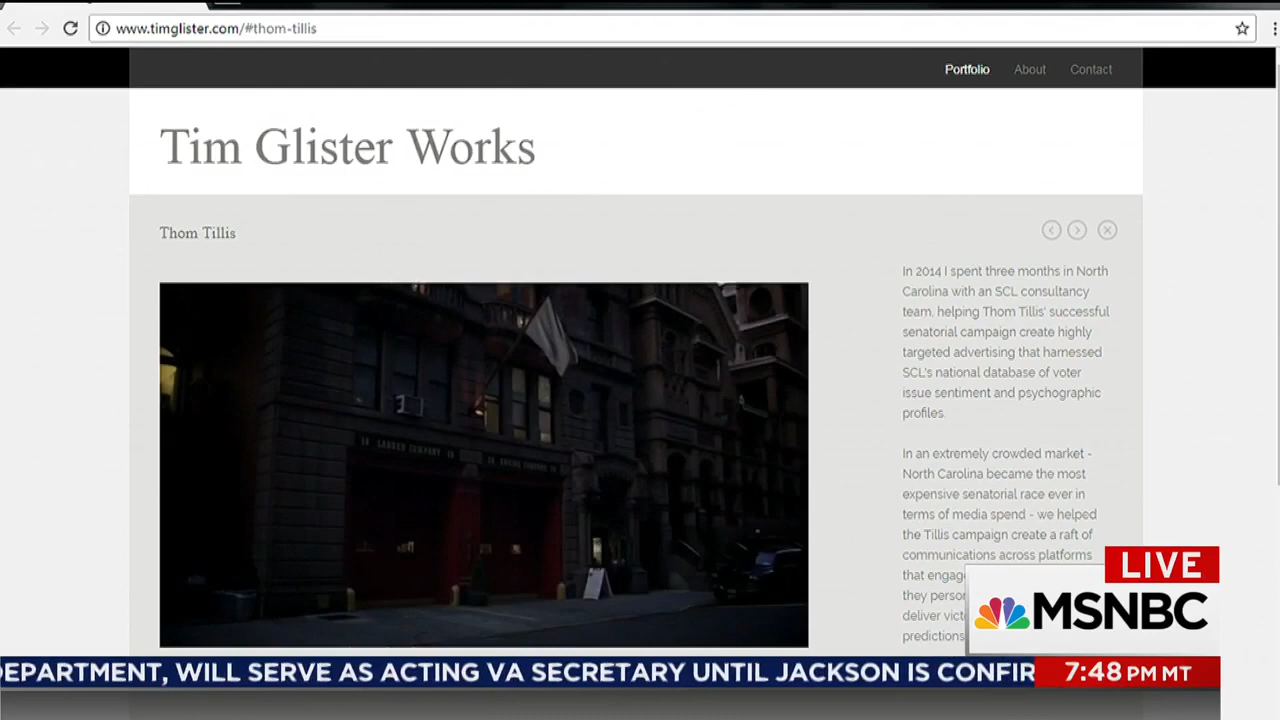 www.timglister.com/#thom-tillis
Portfolio About Contact
Tim Glister Works
Thom Tillis
In 2014 I spent three months in North
Carolina with an SCL consultancy
team, helping Thom Tillis' successful
senatorial campaign create highly
targeted advertising that harnessed
SCL's national database of voter
issue sentiment and psychographic
profiles.
In an extremely crowded market -
North Carolina became the most
expensive senatorial race ever in
terms of media spend - we helped
the Tillis campaign create a raft of
communications across platforms
that engag
they person
deliver vict
predictions
14 LADDER COMPANY 14
LIVE
MSNBC
DEPARTMENT, WILL SERVE AS ACTING VA SECRETARY UNTIL JACKSON IS CONFIR
7:48 PM MT